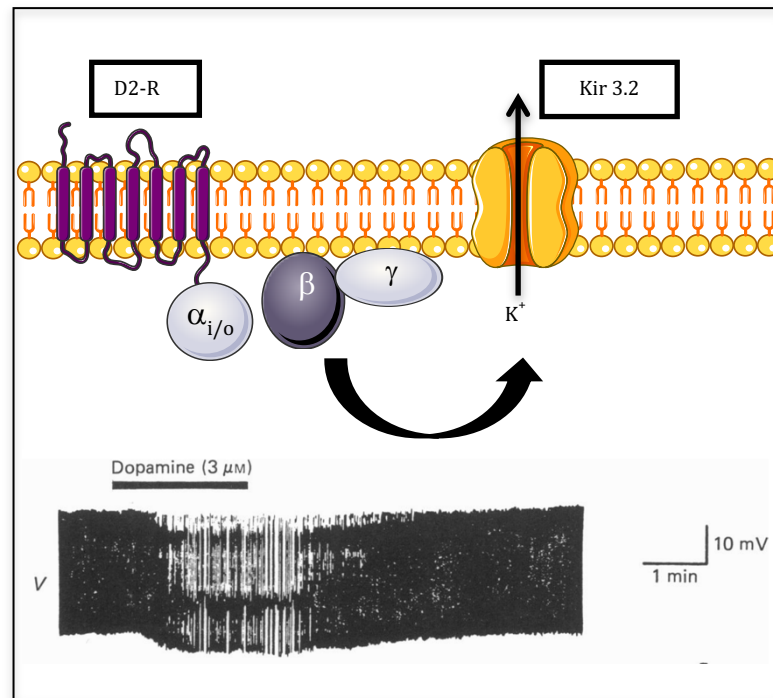 D2-R
Kir 3.2
α i/o
β
γ
K+
Dopamine (3 μM)
V
10 mV
1 min